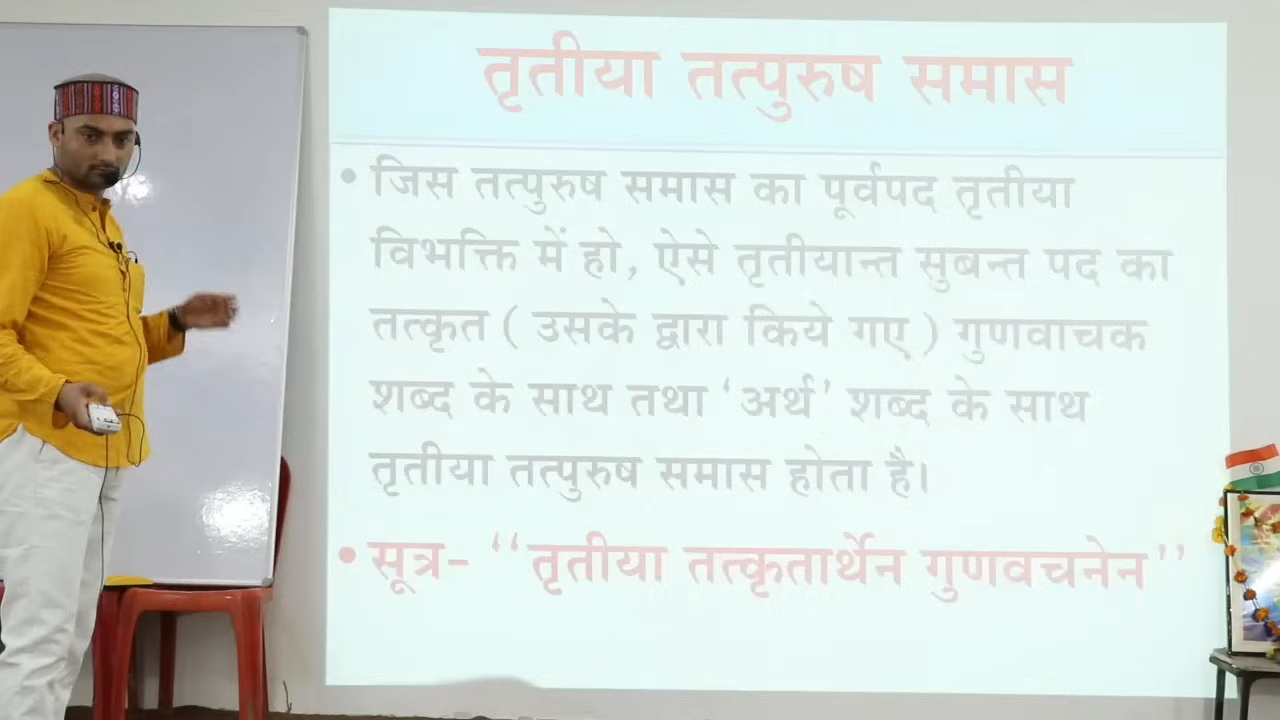 तृतीया तत्पुरुष समास
• जिस तत्पुरुष समास का पूर्वपद तृतीया
विभक्ति में हो, ऐसे तृतीयान्त सुबन्त पद का
तत्कृत ( उसके द्वारा किये गए ) गुणवाचक
शब्द के साथ तथा ‘अर्थ’ शब्द के साथ
तृतीया तत्पुरुष समास होता है।
• सूत्र- ‘‘तृतीया तत्कृतार्थेन गुणवचनेन’’